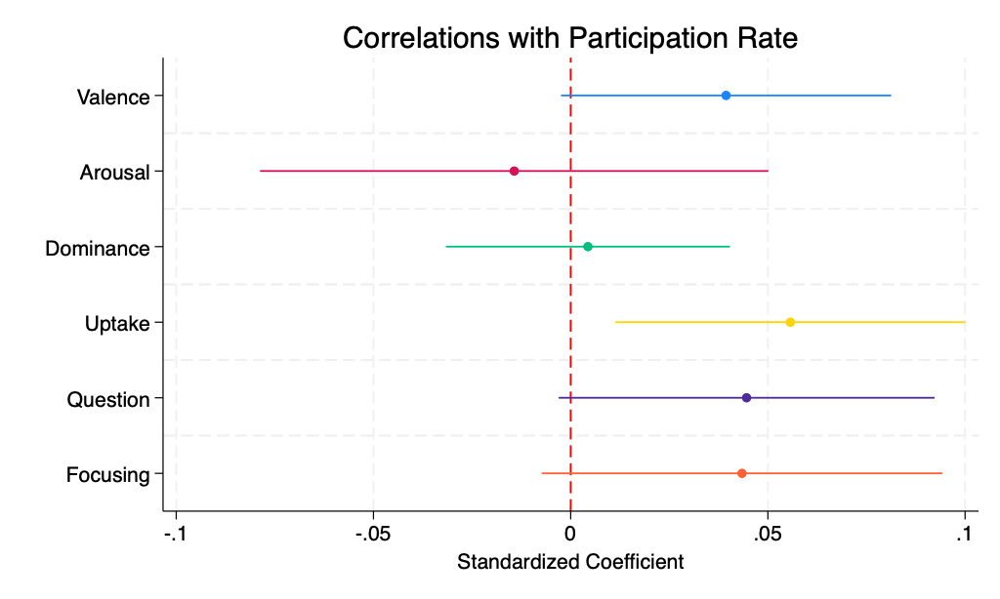 Correlations with Participation Rate
Valence
Arousal
Dominance
Uptake
Question
Focusing
-.1
-.05
0
.05
.1
Standardized Coefficient